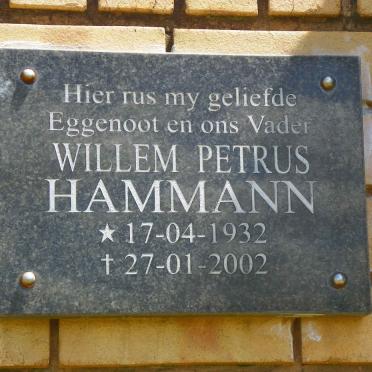 Hier rus my geliefde
Eggenoot en ons Vader
WILLEM PETRUS
HAMMANN
★ 17-04-1932
† 27-01-2002